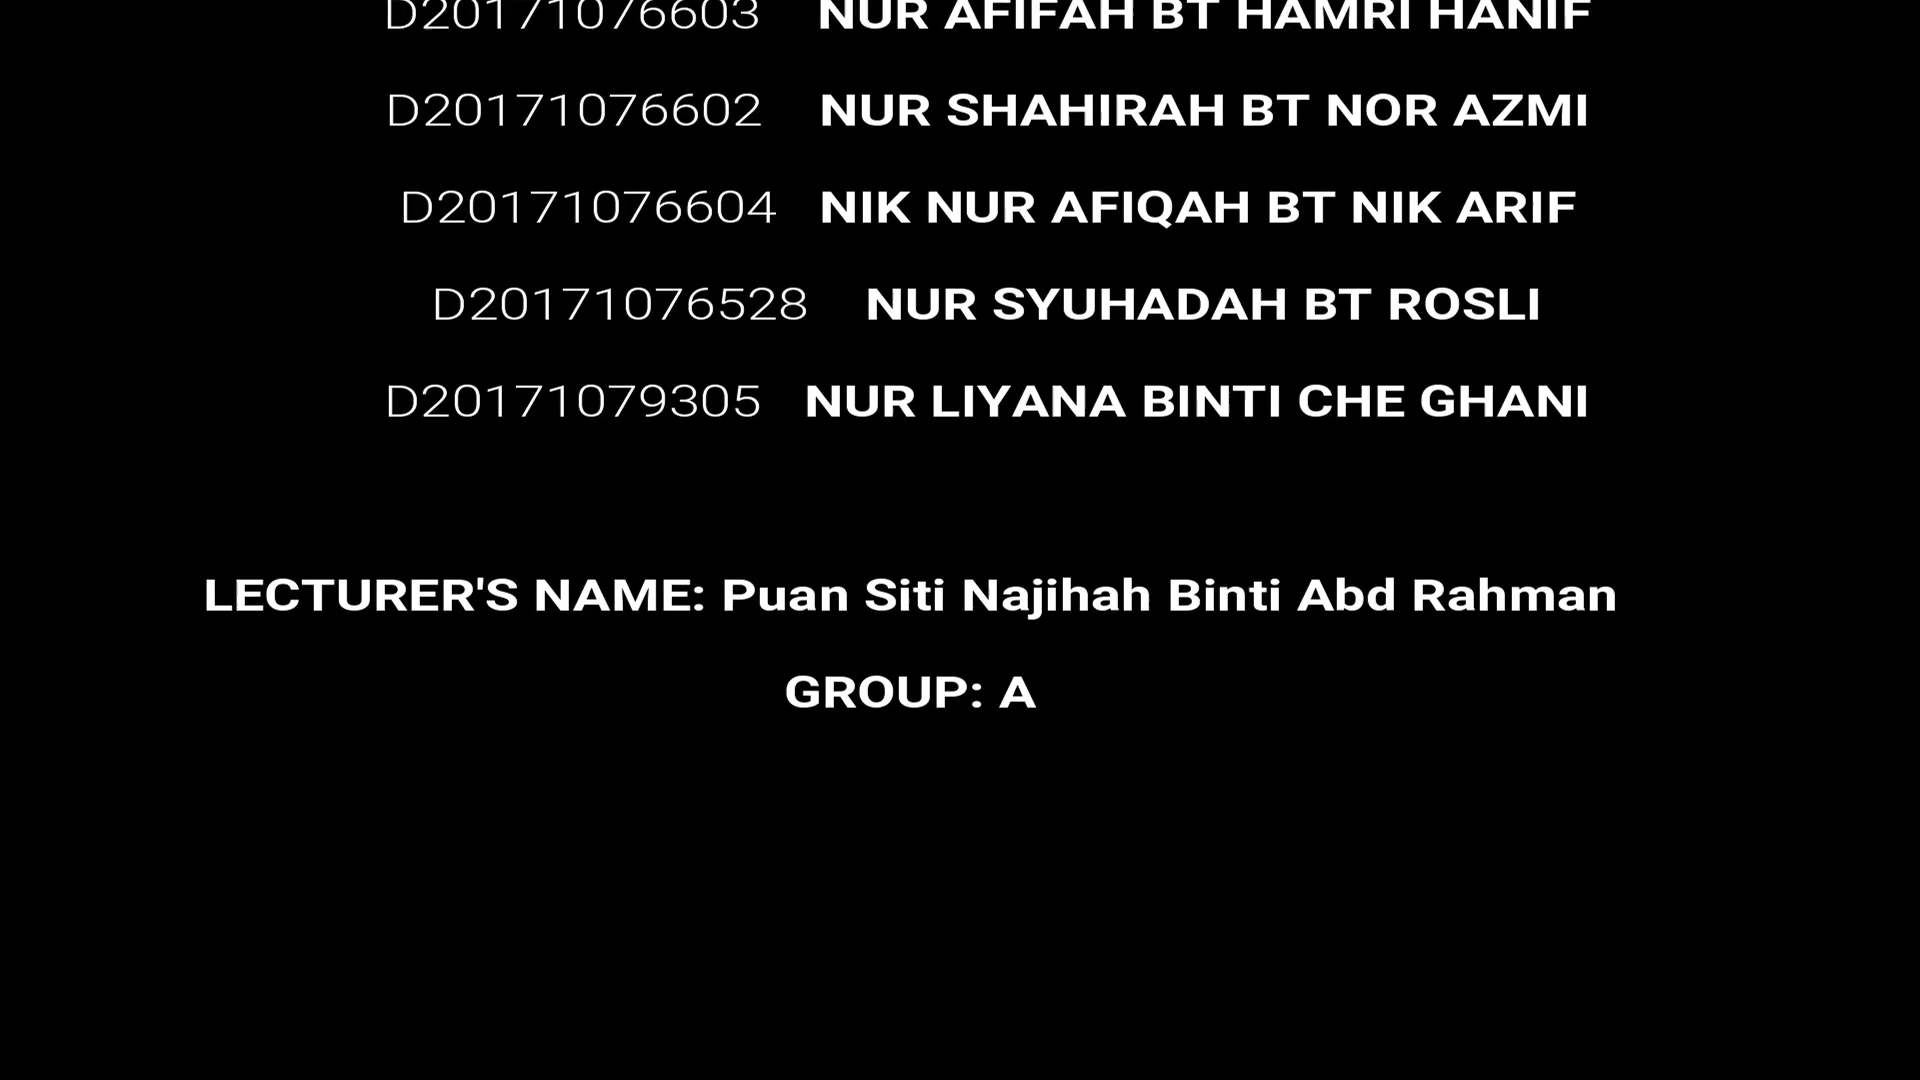 D20171076603 NUR AFIFAH BT HAMRI HANIF
D20171076602 NUR SHAHIRAH BT NOR AZMI
D20171076604 NIK NUR AFIQAH BT NIK ARIF
D20171076528 NUR SYUHADAH BT ROSLI
D20171079305 NUR LIYANA BINTI CHE GHANI
LECTURER'S NAME: Puan Siti Najihah Binti Abd Rahman
GROUP: A